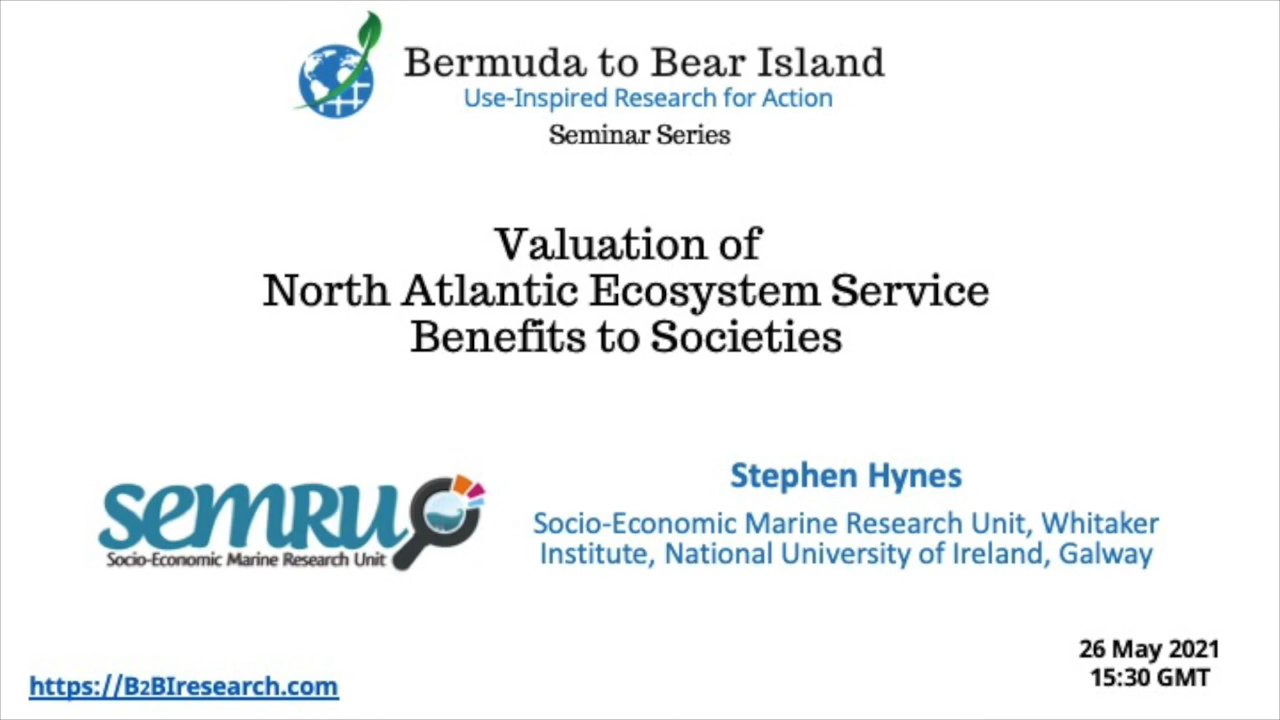 Bermuda to Bear Island
Use-Inspired Research for Action
Seminar Series
Valuation of
North Atlantic Ecosystem Service
Benefits to Societies
SEMRU
Socio-Economic Marine Research Unit
Stephen Hynes
Socio-Economic Marine Research Unit, Whitaker
Institute, National University of Ireland, Galway
26 May 2021
15:30 GMT
https://B2BIresearch.com